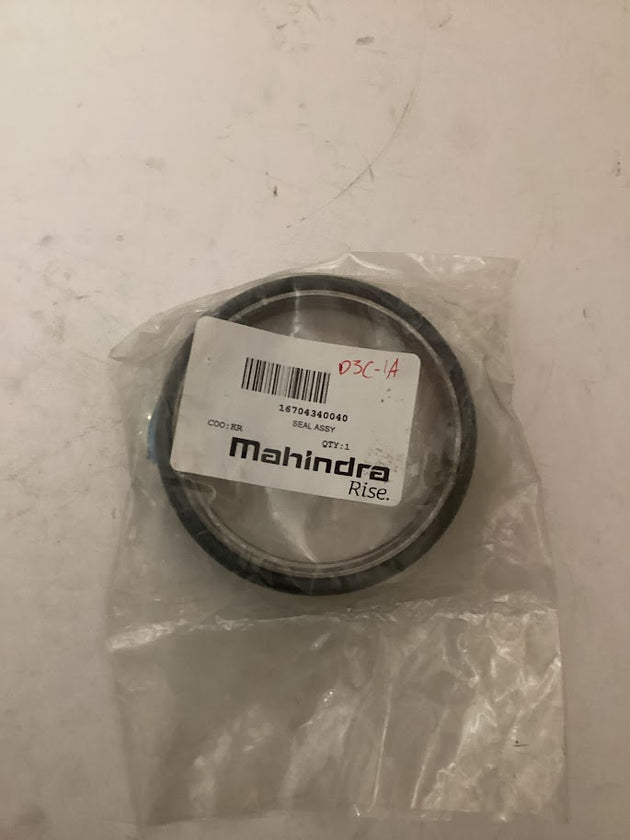 D3C-1A
16704340040
SEAL ASSY
COO:KR
QTY:1
Mahindra
Rise.